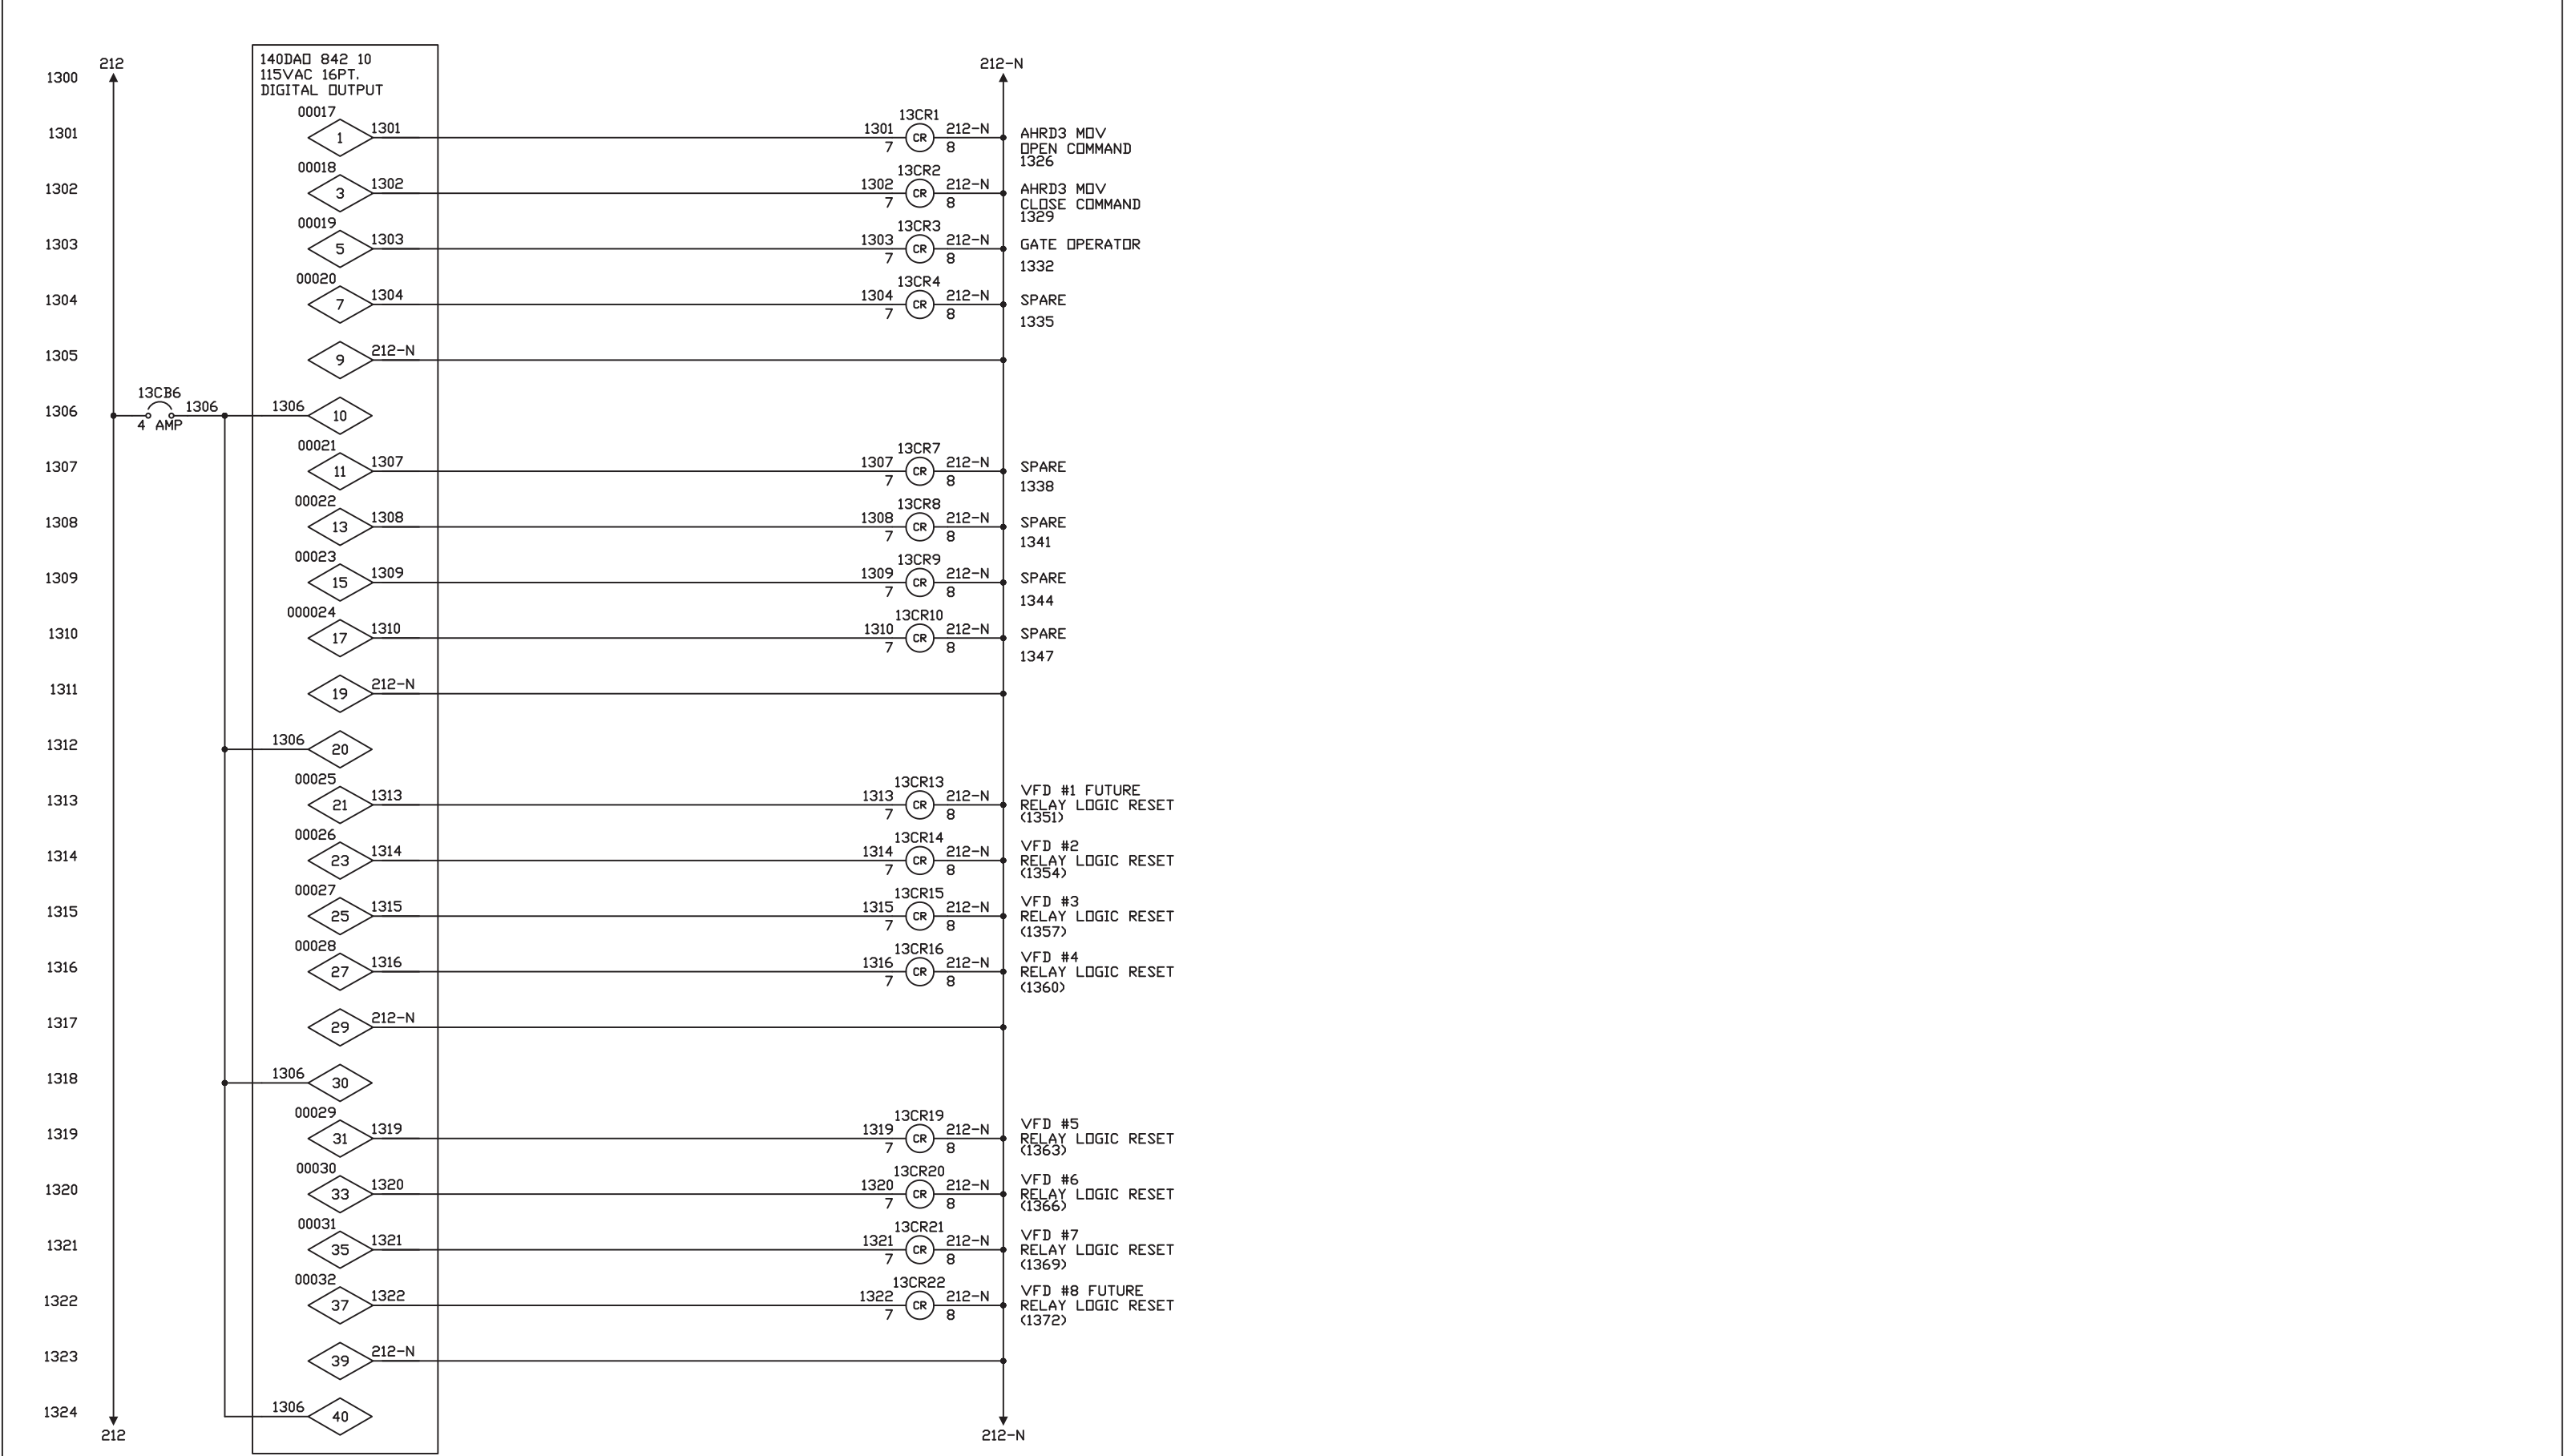 212
212-N
1300
140DAO 842 10
115VAC 16PT.
DIGITAL OUTPUT
1301
00017
1
1301
1301
7
13CR1
CR
212-N
8
AHRD3 MOV
OPEN COMMAND
1326
1302
00018
3
1302
1302
7
13CR2
CR
212-N
8
AHRD3 MOV
CLOSE COMMAND
1329
1303
00019
5
1303
1303
7
13CR3
CR
212-N
8
GATE OPERATOR
1332
1304
00020
7
1304
1304
7
13CR4
CR
212-N
8
SPARE
1335
1305
9
212-N
1306
13CB6
4 AMP
1306
1306
10
1307
00021
11
1307
1307
7
13CR7
CR
212-N
8
SPARE
1338
1308
00022
13
1308
1308
7
13CR8
CR
212-N
8
SPARE
1341
1309
00023
15
1309
1309
7
13CR9
CR
212-N
8
SPARE
1344
1310
000024
17
1310
1310
7
13CR10
CR
212-N
8
SPARE
1347
1311
19
212-N
1312
1306
20
1313
00025
21
1313
1313
7
13CR13
CR
212-N
8
VFD #1 FUTURE
RELAY LOGIC RESET
(1351)
1314
00026
23
1314
1314
7
13CR14
CR
212-N
8
VFD #2
RELAY LOGIC RESET
(1354)
1315
00027
25
1315
1315
7
13CR15
CR
212-N
8
VFD #3
RELAY LOGIC RESET
(1357)
1316
00028
27
1316
1316
7
13CR16
CR
212-N
8
VFD #4
RELAY LOGIC RESET
(1360)
1317
29
212-N
1318
1306
30
1319
00029
31
1319
1319
7
13CR19
CR
212-N
8
VFD #5
RELAY LOGIC RESET
(1363)
1320
00030
33
1320
1320
7
13CR20
CR
212-N
8
VFD #6
RELAY LOGIC RESET
(1366)
1321
00031
35
1321
1321
7
13CR21
CR
212-N
8
VFD #7
RELAY LOGIC RESET
(1369)
1322
00032
37
1322
1322
7
13CR22
CR
212-N
8
VFD #8 FUTURE
RELAY LOGIC RESET
(1372)
1323
39
212-N
1324
1306
40
212
212-N